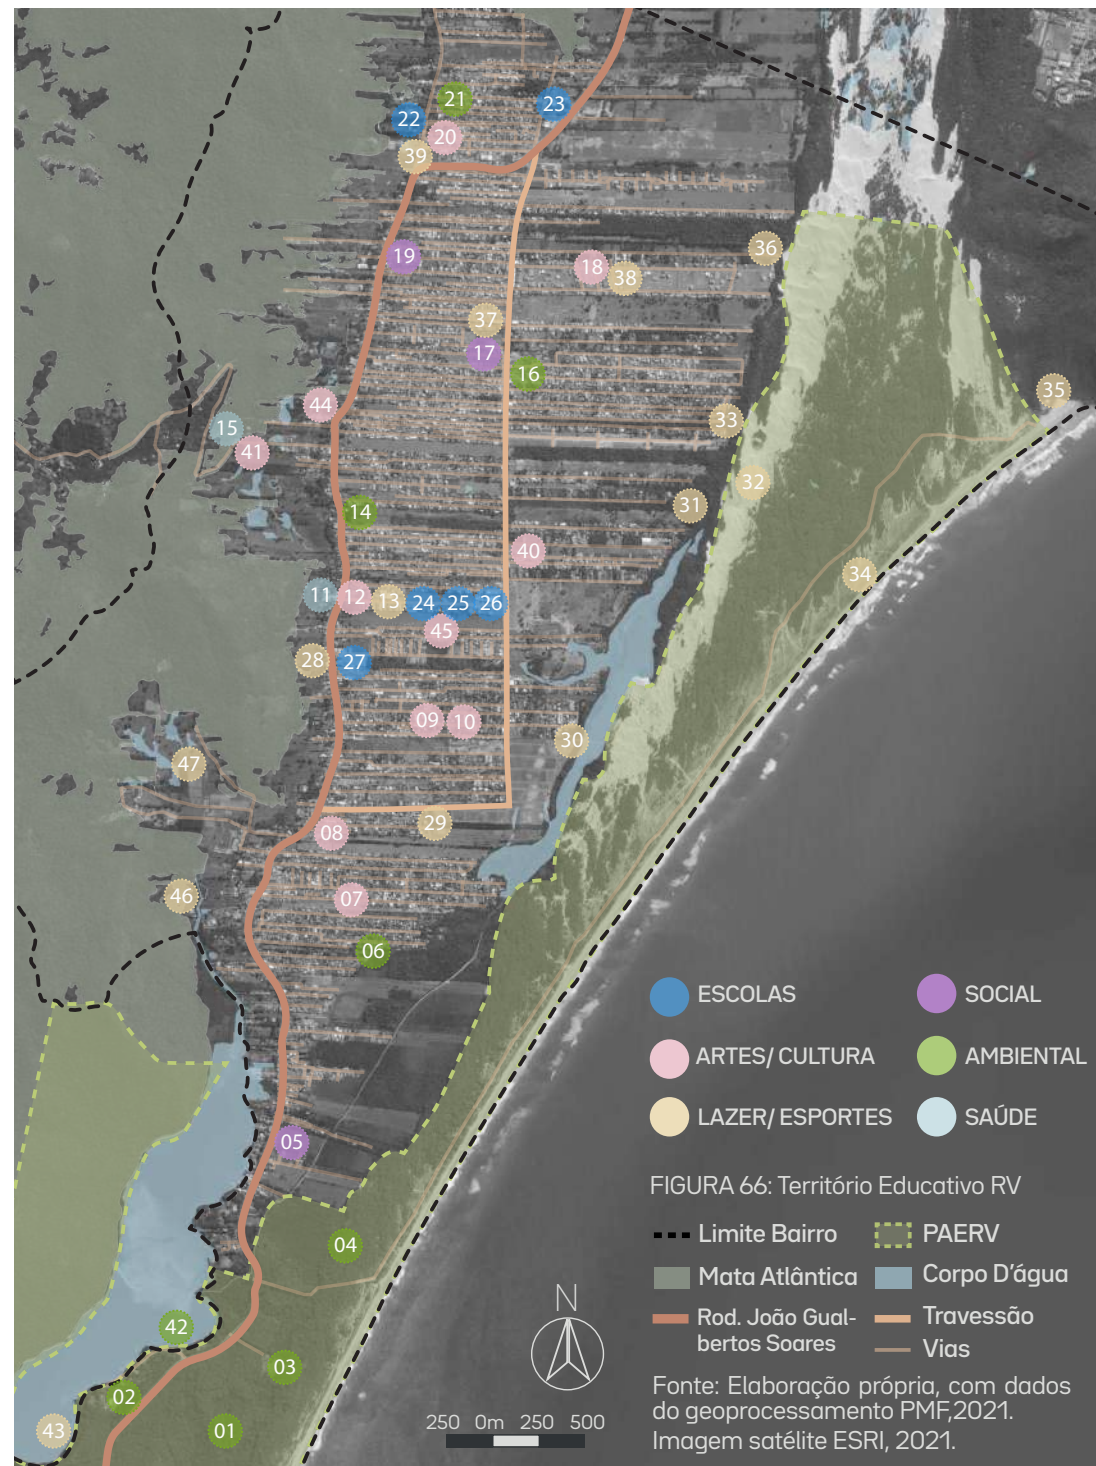 21
23
22
20
39
36
19
18
38
37
17
16
35
44
33
15
41
32
31
14
40
34
11
12
13
24
25
26
45
28
27
09
10
30
47
29
08
46
07
06
ESCOLAS
SOCIAL
ARTES/ CULTURA
AMBIENTAL
LAZER/ ESPORTES
SAÚDE
05
FIGURA 66: Território Educativo RV
04
Limite Bairro
PAERV
Mata Atlântica
Corpo D'água
Rod. João Gual-
bertos Soares
Travessão
Vias
N
42
03
02
43
01
250 0m 250 500
Fonte: Elaboração própria, com dados
do geoprocessamento PMF,2021.
Imagem satélite ESRI, 2021.